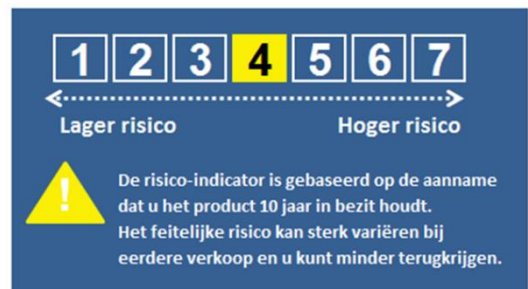 1 2 3 4 5 6 7
Lager risico Hoger risico
!
De risico-indicator is gebaseerd op de aanname
dat u het product 10 jaar in bezit houdt.
Het feitelijke risico kan sterk variëren bij
eerdere verkoop en u kunt minder terugkrijgen.